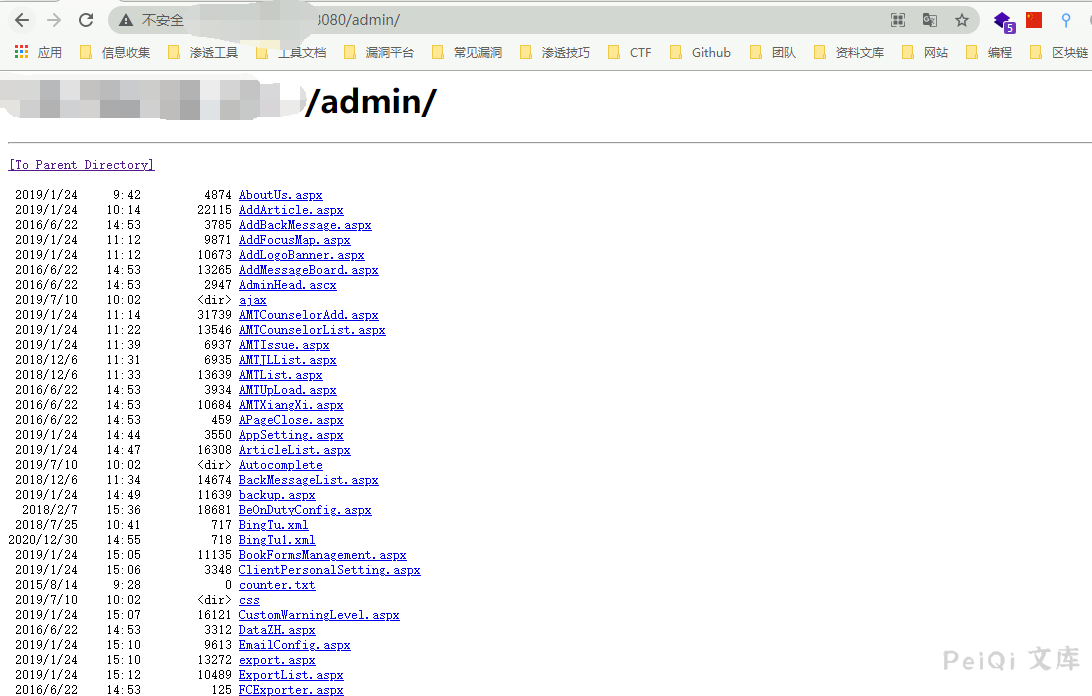 不安全 8080/admin/
应用 信息收集 渗透工具 工具文档 漏洞平台 常见漏洞 渗透技巧 CTF Github 团队 资料文库 网站 编程 区块链
/admin/
[To Parent Directory]
2019/1/24 9:42 4874 AboutUs.aspx
2019/1/24 10:14 22115 AddArticle.aspx
2016/6/22 14:53 3785 AddBackMessage.aspx
2019/1/24 11:12 9871 AddFocusMap.aspx
2019/1/24 11:12 10673 AddLogoBanner.aspx
2016/6/22 14:53 13265 AddMessageBoard.aspx
2016/6/22 14:53 2947 AdminHead.ascx
2019/7/10 10:02 <dir> ajax
2019/1/24 11:14 31739 AMTCounselorAdd.aspx
2019/1/24 11:22 13546 AMTCounselorList.aspx
2019/1/24 11:39 6937 AMTIssue.aspx
2018/12/6 11:31 6935 AMTJLList.aspx
2018/12/6 11:33 13639 AMTList.aspx
2016/6/22 14:53 3934 AMTUpLoad.aspx
2016/6/22 14:53 10684 AMTXiangXi.aspx
2016/6/22 14:53 459 APageClose.aspx
2019/1/24 14:44 3550 AppSetting.aspx
2019/1/24 14:47 16308 ArticleList.aspx
2019/7/10 10:02 <dir> Autocomplete
2018/12/6 11:34 14674 BackMessageList.aspx
2019/1/24 14:49 11639 backup.aspx
2018/2/7 15:36 18681 BeOnDutyConfig.aspx
2018/7/25 10:41 717 BingTu.xml
2020/12/30 14:55 718 BingTu1.xml
2019/1/24 15:05 11135 BookFormsManagement.aspx
2019/1/24 15:06 3348 ClientPersonalSetting.aspx
2015/8/14 9:28 0 counter.txt
2019/7/10 10:02 <dir> css
2019/1/24 15:07 16121 CustomWarningLevel.aspx
2016/6/22 14:53 3312 DataZH.aspx
2019/1/24 15:10 9613 EmailConfig.aspx
2019/1/24 15:10 13272 export.aspx
2019/1/24 15:12 10489 ExportList.aspx
2016/6/22 14:53 125 FCExporter.aspx
PeiQi 文库